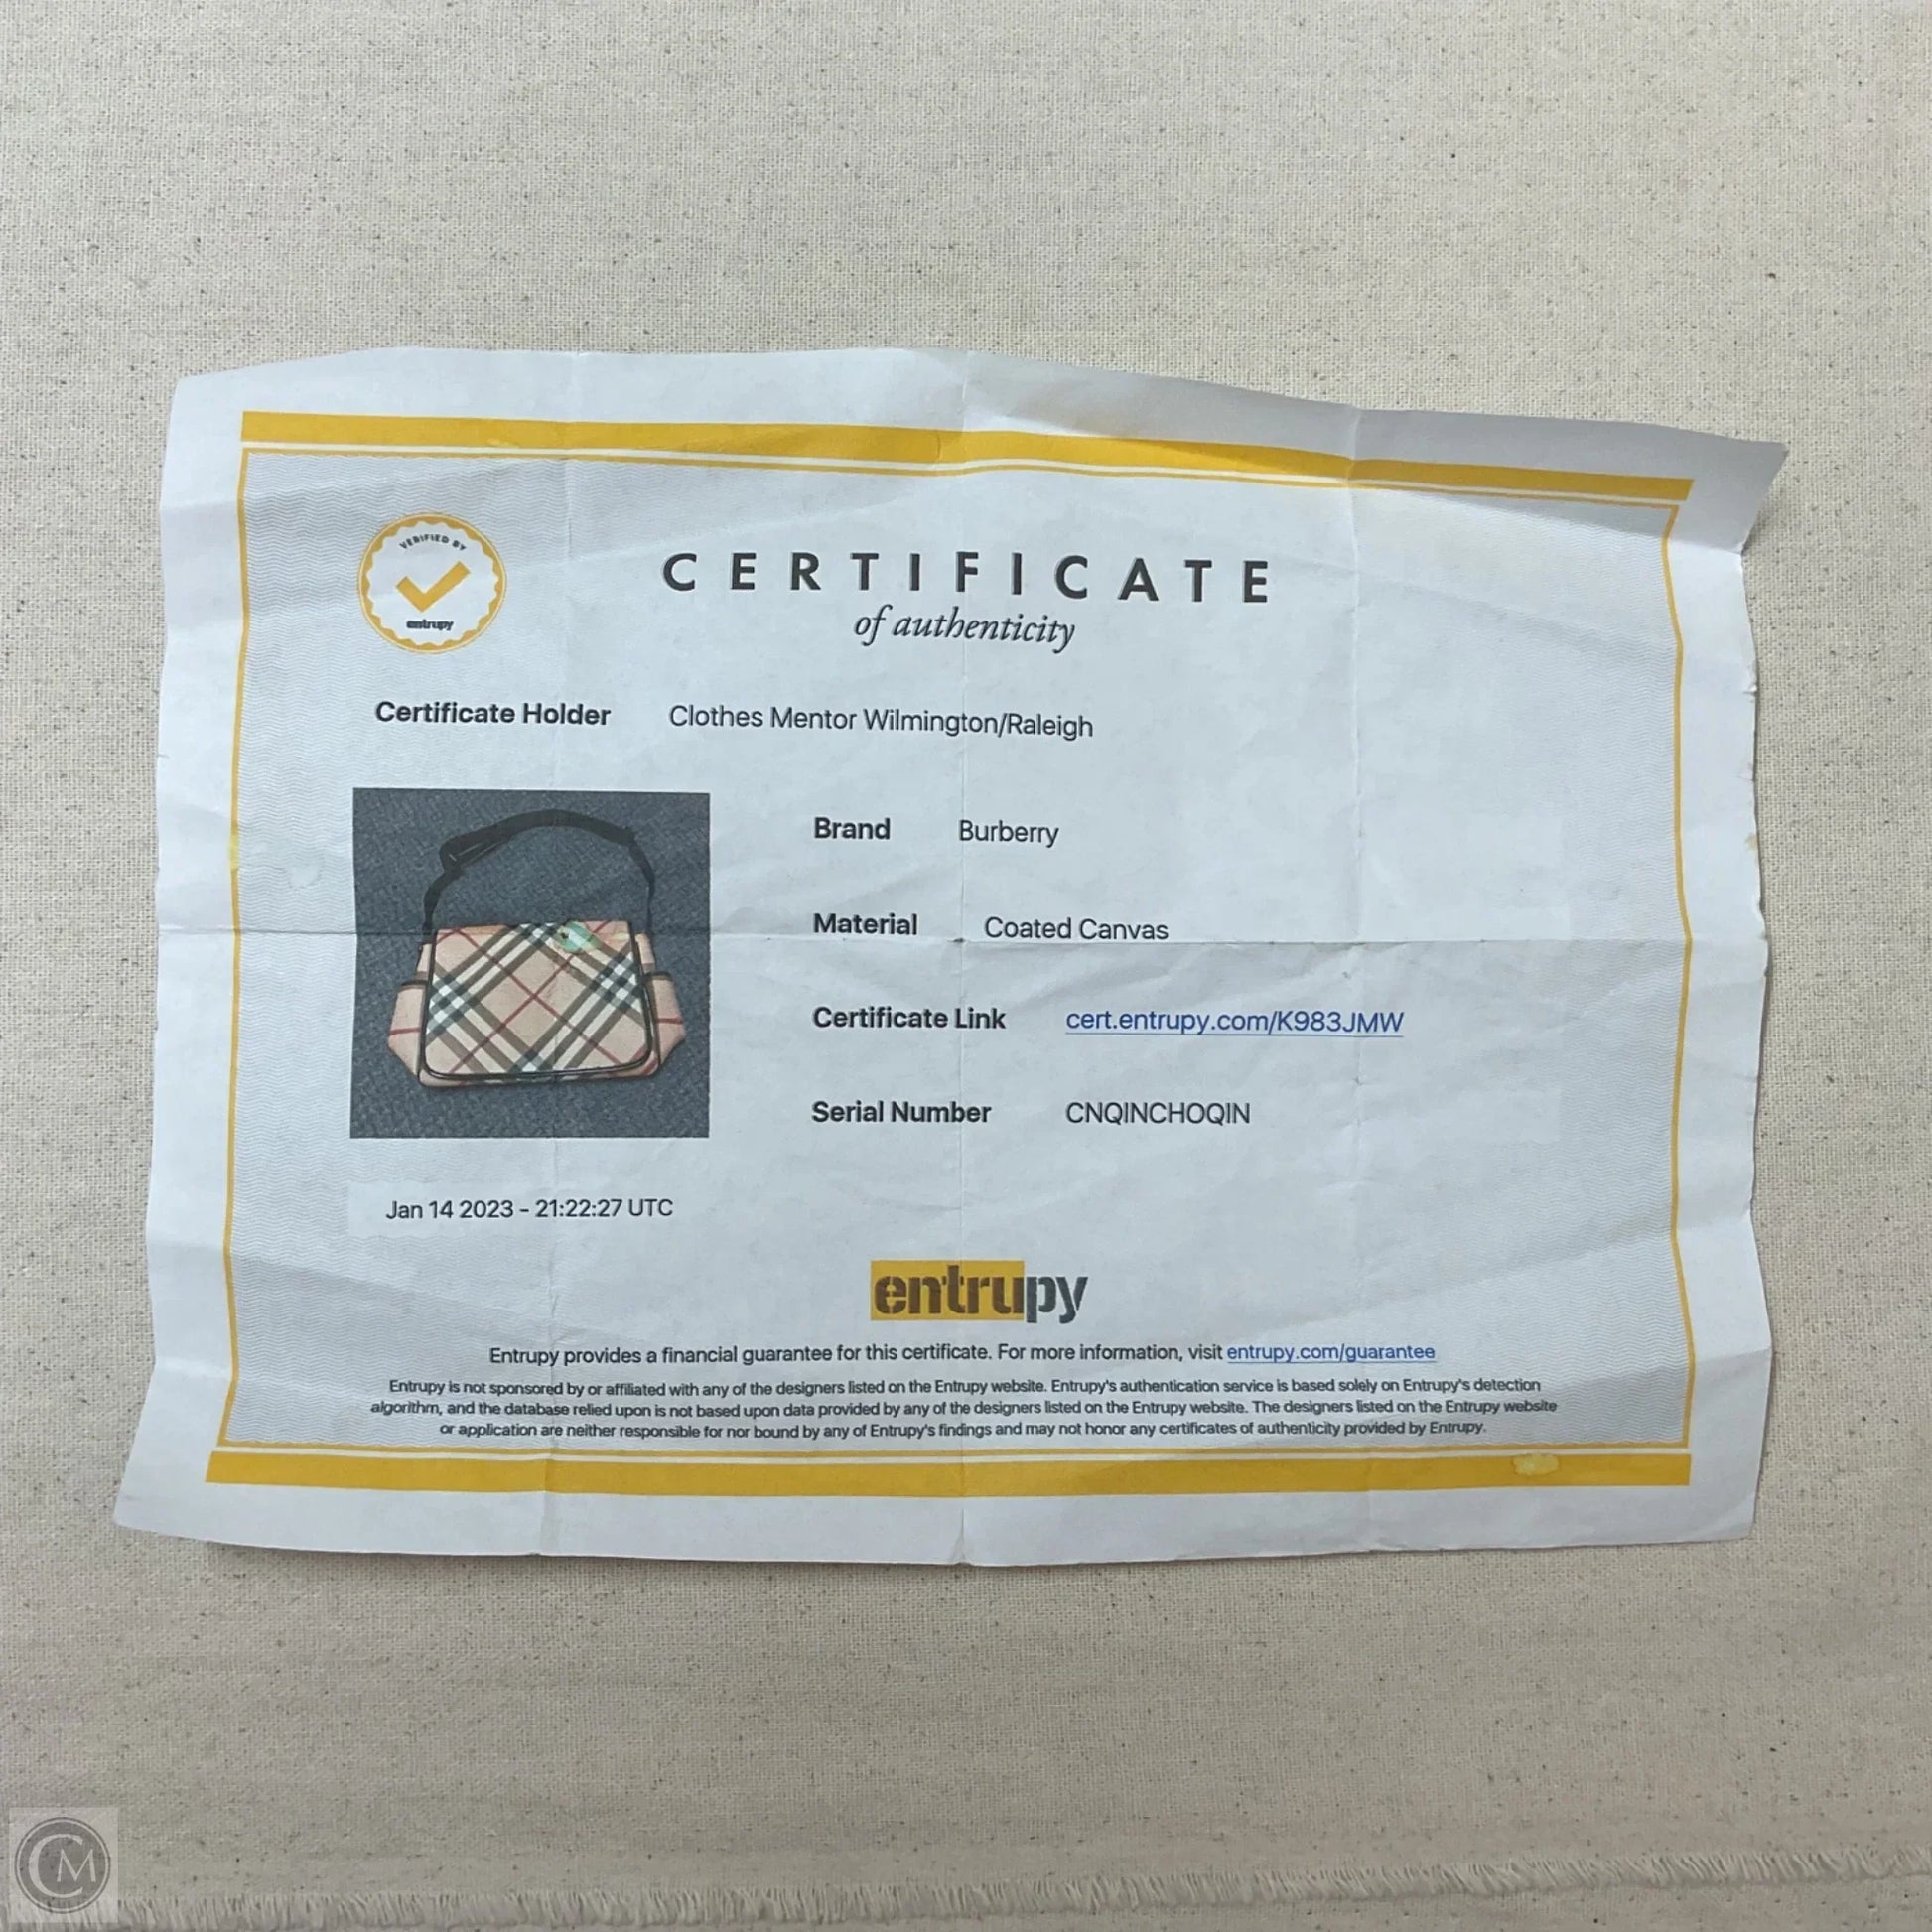 VERIFIED BY
entrupy
CERTIFICATE
of authenticity
Certificate Holder Clothes Mentor Wilmington/Raleigh
Brand Burberry
Material Coated Canvas
Certificate Link cert.entrupy.com/K983JMW
Serial Number CNQINCHOQIN
Jan 14 2023 - 21:22:27 UTC
entrupy
Entrupy provides a financial guarantee for this certificate. For more information, visit entrupy.com/guarantee
Entrupy is not sponsored by or affiliated with any of the designers listed on the Entrupy website. Entrupy's authentication service is based solely on Entrupy's detection
algorithm, and the database relied upon is not based upon data provided by any of the designers listed on the Entrupy website. The designers listed on the Entrupy website
or application are neither responsible for nor bound by any of Entrupy's findings and may not honor any certificates of authenticity provided by Entrupy.
CM